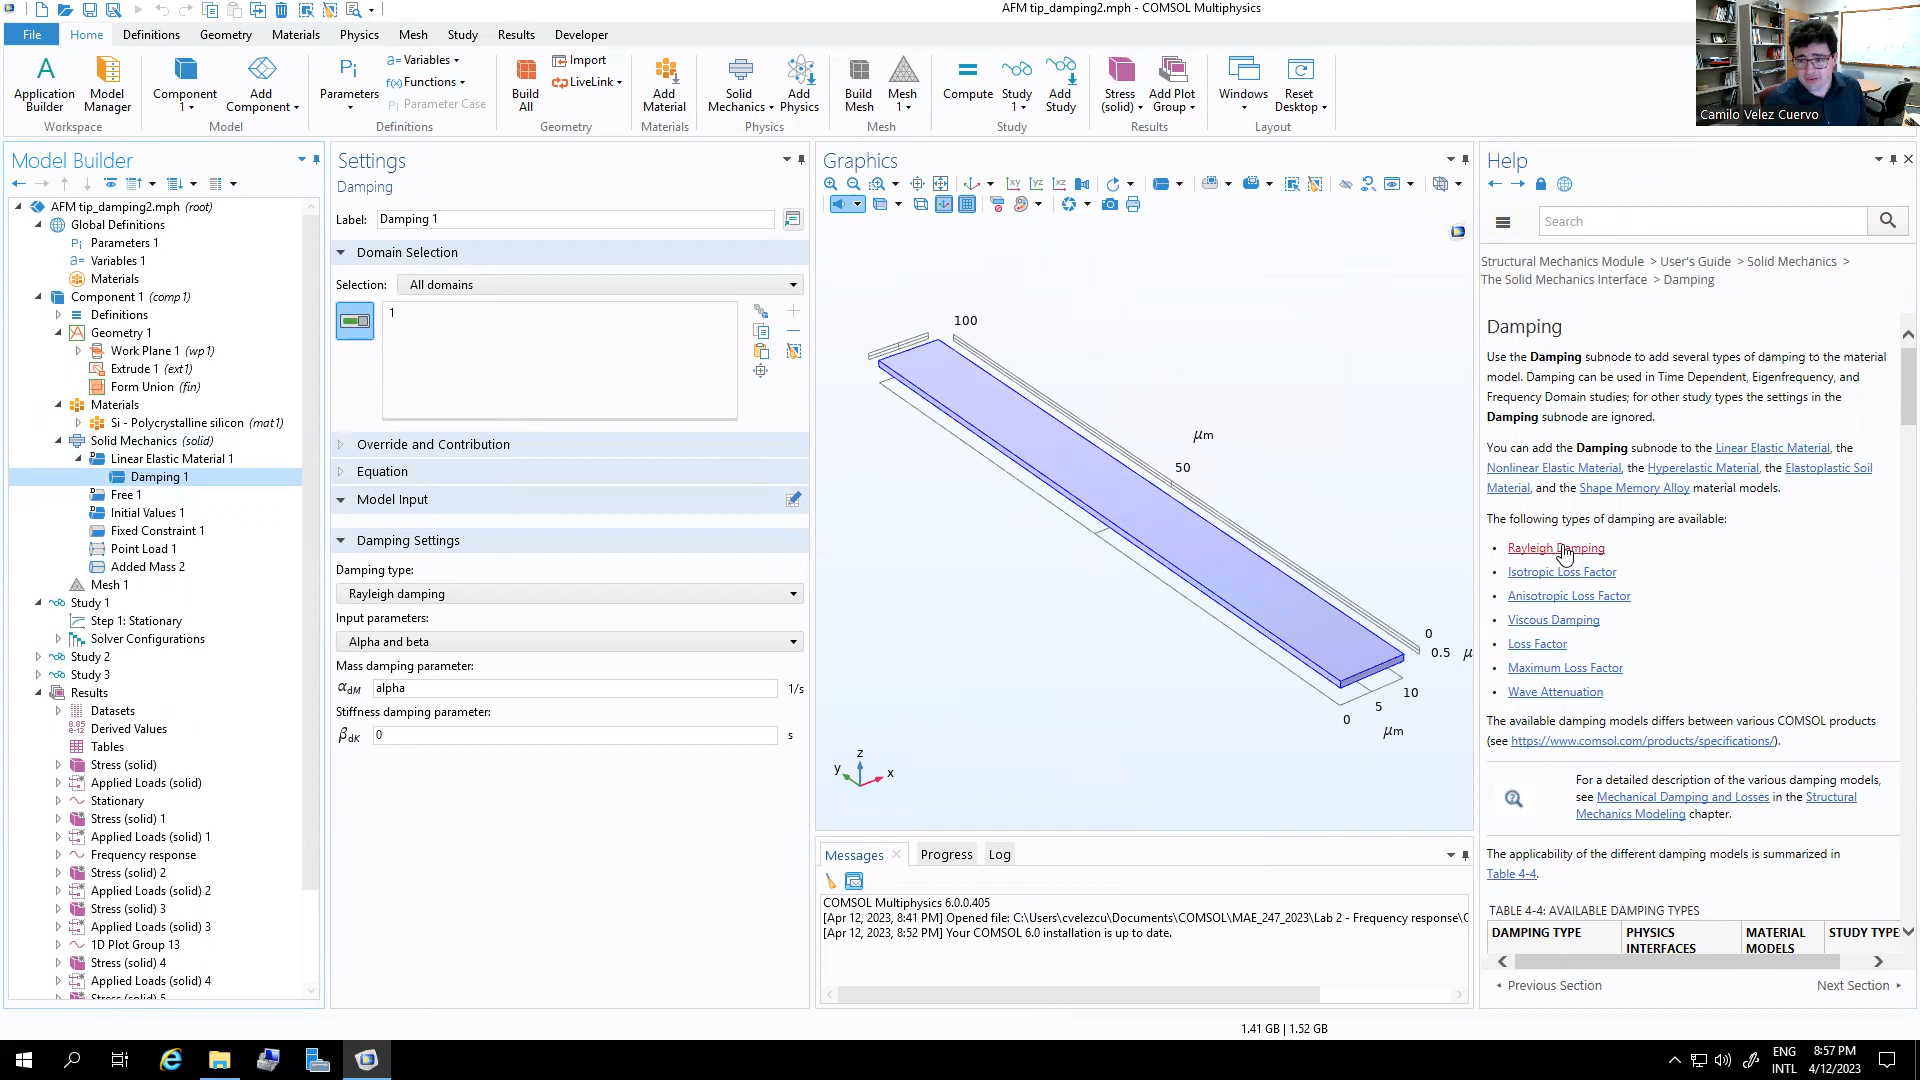 AFM tip_damping2.mph - COMSOL Multiphysics
File
Home
Definitions
Geometry
Materials
Physics
Mesh
Study
Results
Developer
Application Builder
Model Manager
Workspace
Component 1
Add Component
Model
Pi
Parameters
a= Variables
f(x) Functions
Parameter Case
Definitions
Build All
Import
LiveLink
Geometry
Add Material
Materials
Solid Mechanics
Add Physics
Physics
Build Mesh
Mesh 1
Mesh
Compute
Study 1
Add Study
Study
Stress (solid)
Add Plot Group
Results
Windows
Reset Desktop
Layout
Camilo Velez Cuervo
Model Builder
AFM tip_damping2.mph (root)
Global Definitions
Pi Parameters 1
a= Variables 1
Materials
Component 1 (comp1)
Definitions
Geometry 1
Work Plane 1 (wp1)
Extrude 1 (ext1)
Form Union (fin)
Materials
Si - Polycrystalline silicon (mat1)
Solid Mechanics (solid)
Linear Elastic Material 1
Damping 1
Free 1
Initial Values 1
Fixed Constraint 1
Point Load 1
Added Mass 2
Mesh 1
Study 1
Step 1: Stationary
Solver Configurations
Study 2
Study 3
Results
Datasets
8.85 e-12 Derived Values
Tables
Stress (solid)
Applied Loads (solid)
Stationary
Stress (solid) 1
Applied Loads (solid) 1
Frequency response
Stress (solid) 2
Applied Loads (solid) 2
Stress (solid) 3
Applied Loads (solid) 3
1D Plot Group 13
Stress (solid) 4
Applied Loads (solid) 4
Stress (solid) 5
Settings
Damping
Label: Damping 1
Domain Selection
Selection: All domains
1
Override and Contribution
Equation
Model Input
Damping Settings
Damping type:
Rayleigh damping
Input parameters:
Alpha and beta
Mass damping parameter:
αdM alpha 1/s
Stiffness damping parameter:
βdK 0 s
Graphics
xy yz xz
100
μm
50
0
0.5 μ
10
5
0
μm
z
y
x
Messages
Progress
Log
COMSOL Multiphysics 6.0.0.405
[Apr 12, 2023, 8:41 PM] Opened file: C:\Users\cvelezcu\Documents\COMSOL\MAE_247_2023\Lab 2 - Frequency response\C
[Apr 12, 2023, 8:52 PM] Your COMSOL 6.0 installation is up to date.
Help
Search
Structural Mechanics Module > User's Guide > Solid Mechanics >
The Solid Mechanics Interface > Damping
Damping
Use the Damping subnode to add several types of damping to the material
model. Damping can be used in Time Dependent, Eigenfrequency, and
Frequency Domain studies; for other study types the settings in the
Damping subnode are ignored.
You can add the Damping subnode to the Linear Elastic Material, the
Nonlinear Elastic Material, the Hyperelastic Material, the Elastoplastic Soil
Material, and the Shape Memory Alloy material models.
The following types of damping are available:
• Rayleigh Damping
• Isotropic Loss Factor
• Anisotropic Loss Factor
• Viscous Damping
• Loss Factor
• Maximum Loss Factor
• Wave Attenuation
The available damping models differs between various COMSOL products
(see https://www.comsol.com/products/specifications/).
For a detailed description of the various damping models,
see Mechanical Damping and Losses in the Structural
Mechanics Modeling chapter.
The applicability of the different damping models is summarized in
Table 4-4.
TABLE 4-4: AVAILABLE DAMPING TYPES
DAMPING TYPE
PHYSICS INTERFACES
MATERIAL MODELS
STUDY TYPE
Previous Section
Next Section
1.41 GB | 1.52 GB
ENG
INTL
8:57 PM
4/12/2023